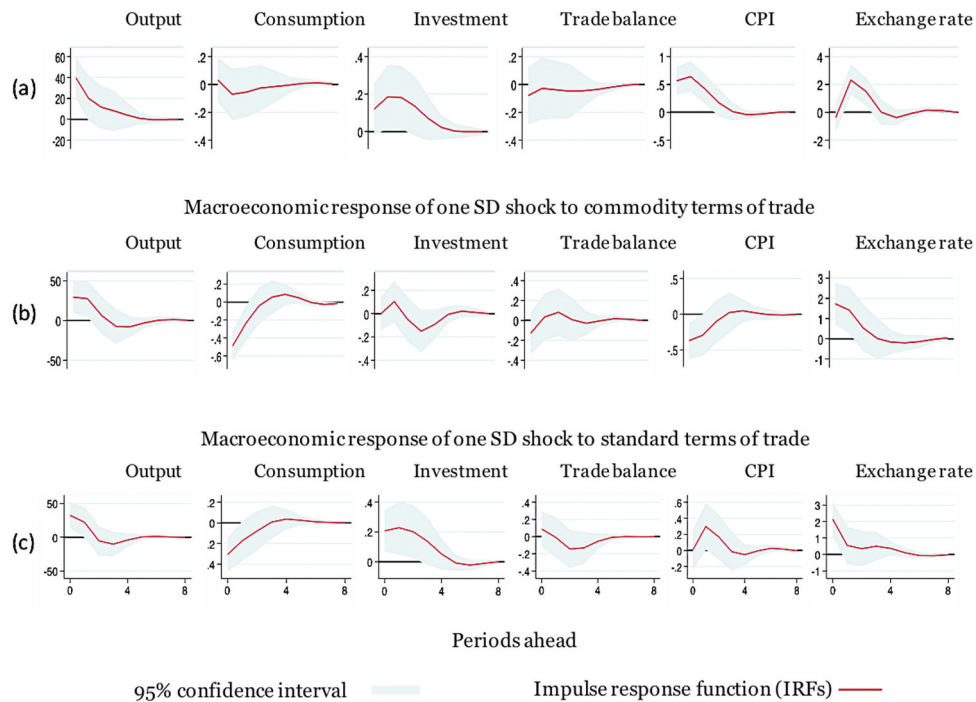 Output Consumption Investment Trade balance CPI Exchange rate
(a)
60 .2 .4 .2 1 4
40 0 .2 0 .5 2
20 -.2 0 -.2 0 0
0 -.4 -.4 -.5 -2
-20
Macroeconomic response of one SD shock to commodity terms of trade
Output Consumption Investment Trade balance CPI Exchange rate
(b)
50 .2 .4 .4 .5 3
0 0 .2 .2 0 2
-50 -.2 0 0 -.5 1
-.4 -.2 -.2 0
-.6 -.4 -.4 -1
Macroeconomic response of one SD shock to standard terms of trade
Output Consumption Investment Trade balance CPI Exchange rate
(c)
50 .2 .4 .2 .6 3
0 0 .2 0 .4 2
-50 .2 0 -.2 .2 1
.4 -.4 0 0
-.2 -1
0 4 8 0 4 8 0 4 8 0 4 8 0 4 8 0 4 8
Periods ahead
95% confidence interval Impulse response function (IRFs)